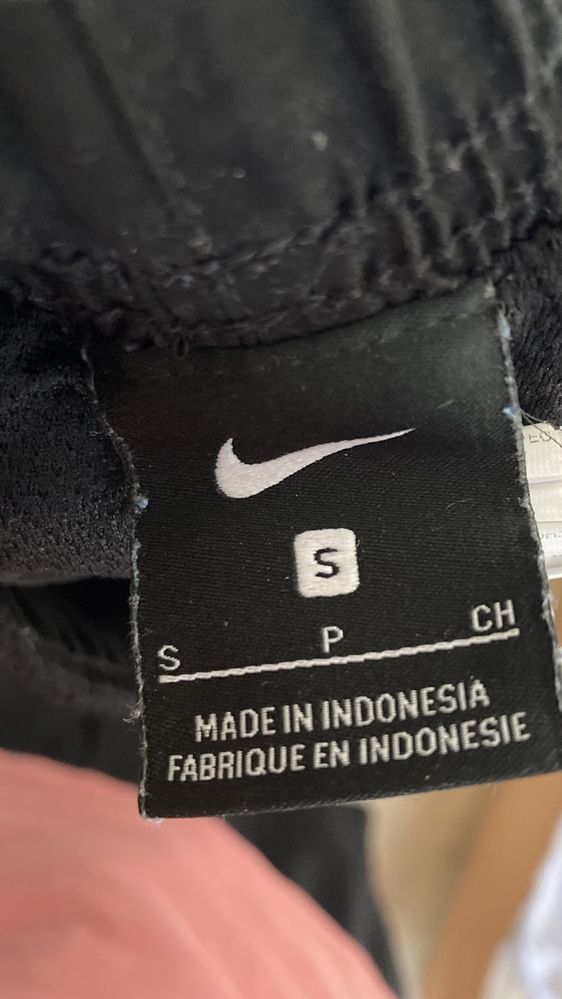 S
S P CH
MADE IN INDONESIA
FABRIQUE EN INDONESIE